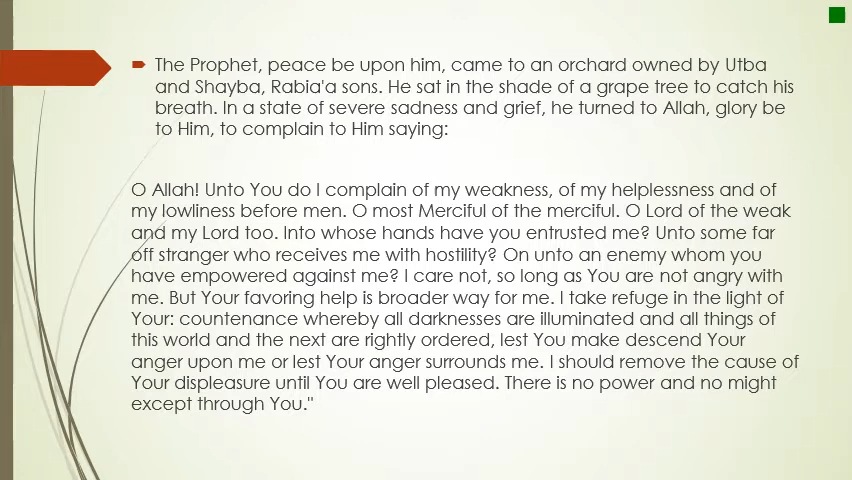 The Prophet, peace be upon him, came to an orchard owned by Utba
and Shayba, Rabia'a sons. He sat in the shade of a grape tree to catch his
breath. In a state of severe sadness and grief, he turned to Allah, glory be
to Him, to complain to Him saying:
O Allah! Unto You do I complain of my weakness, of my helplessness and of
my lowliness before men. O most Merciful of the merciful. O Lord of the weak
and my Lord too. Into whose hands have you entrusted me? Unto some far
off stranger who receives me with hostility? On unto an enemy whom you
have empowered against me? I care not, so long as You are not angry with
me. But Your favoring help is broader way for me. I take refuge in the light of
Your: countenance whereby all darknesses are illuminated and all things of
this world and the next are rightly ordered, lest You make descend Your
anger upon me or lest Your anger surrounds me. I should remove the cause of
Your displeasure until You are well pleased. There is no power and no might
except through You."